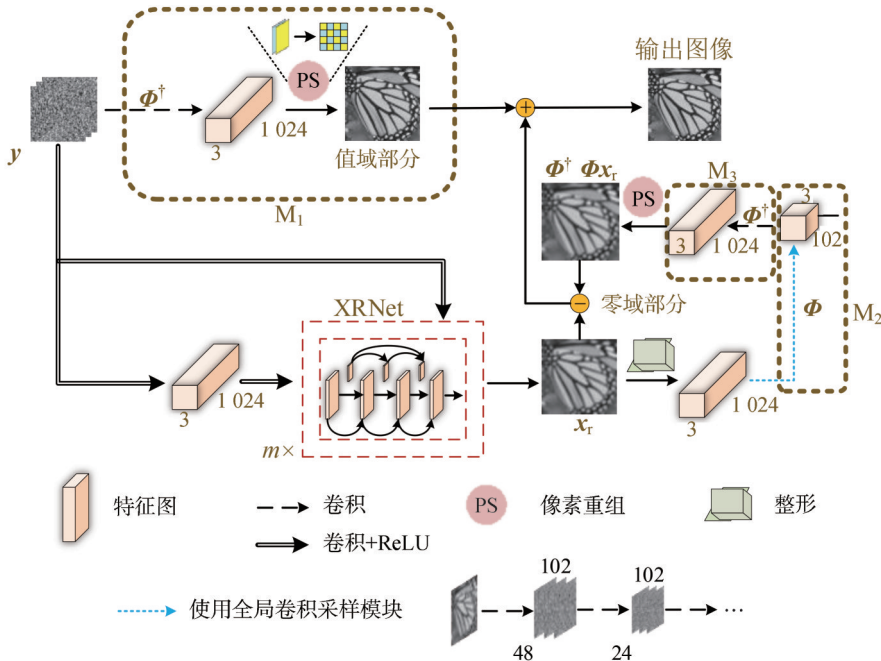 y
Φ†
3
1 024
PS
值域部分
M₁
输出图像
Φ† Φxᵣ
PS
M₃
3
1 024
Φ†
3
102
Φ
M₂
零域部分
XRNet
m×
3
1 024
xᵣ
3
1 024
特征图
卷积
PS
像素重组
整形
卷积+ReLU
使用全局卷积采样模块
102
48
102
24
…